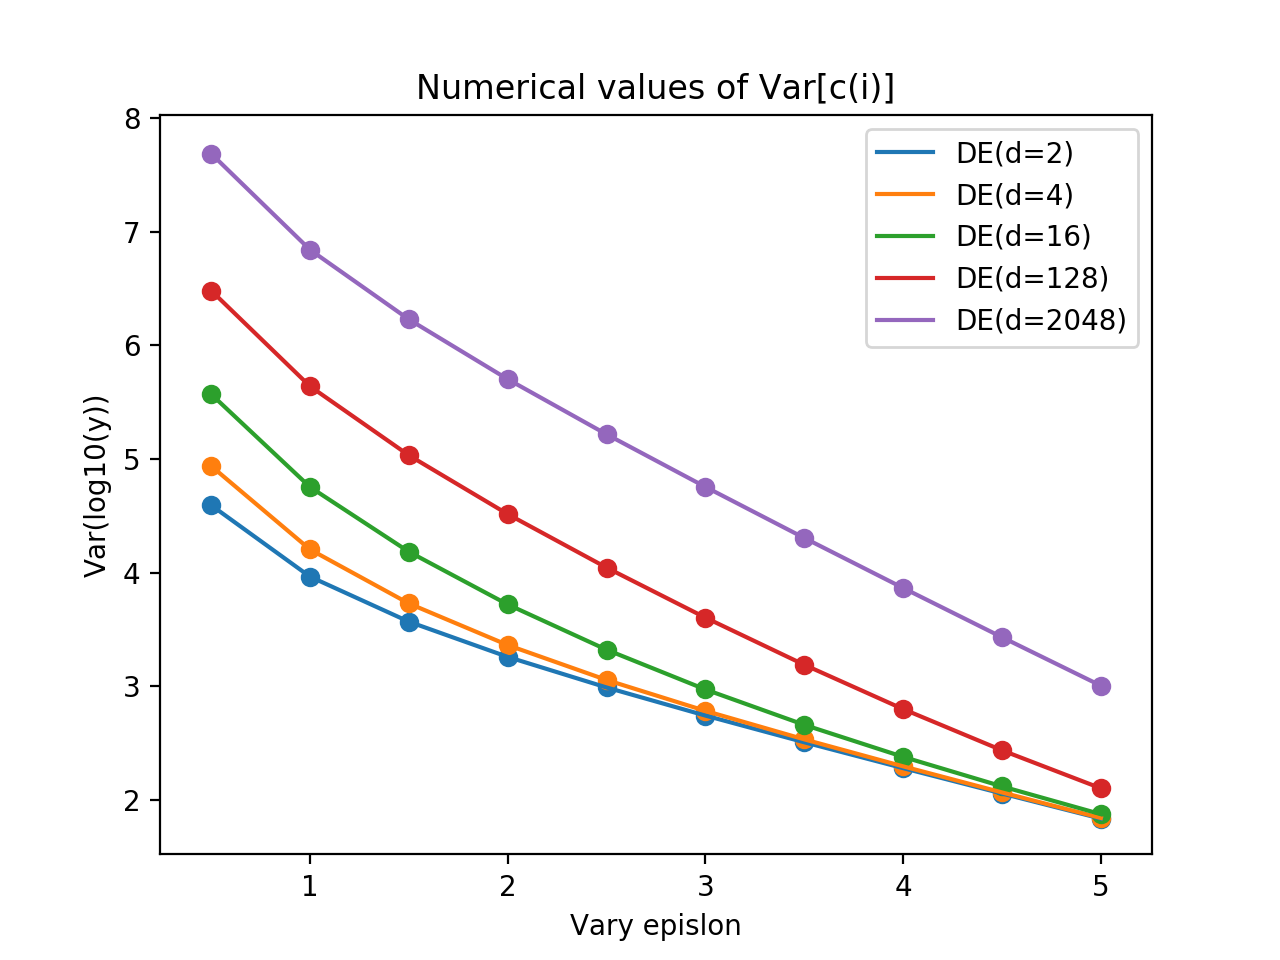 Numerical values of Var[c(i)]
8
7
6
5
4
3
2
Var(log10(y))
DE(d=2)
DE(d=4)
DE(d=16)
DE(d=128)
DE(d=2048)
1 2 3 4 5
Vary epislon